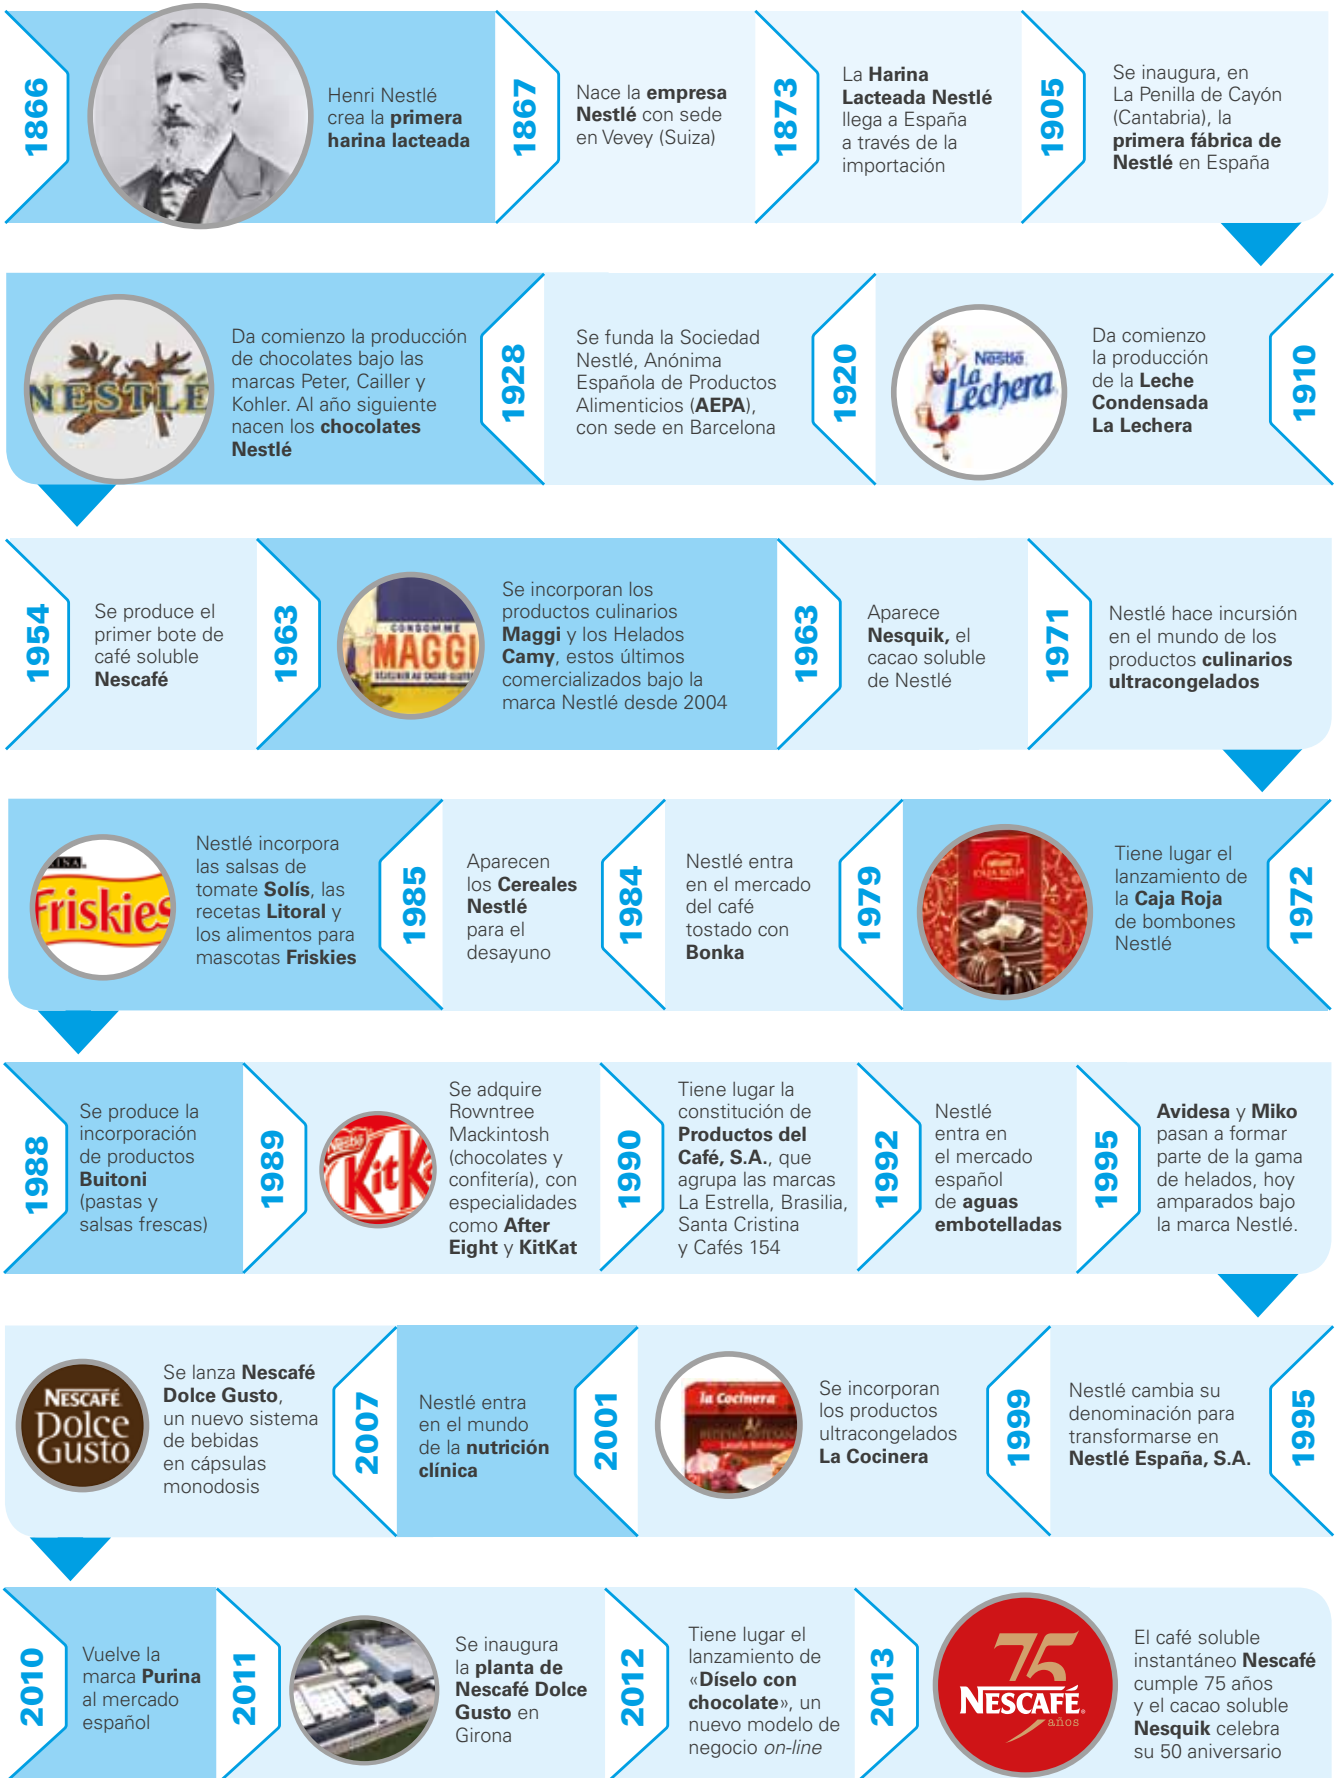 1866
Henri Nestlé
crea la primera
harina lacteada
1867
Nace la empresa
Nestlé con sede
en Vevey (Suiza)
1873
La Harina
Lacteada Nestlé
llega a España
a través de la
importación
1905
Se inaugura, en
La Penilla de Cayón
(Cantabria), la
primera fábrica de
Nestlé en España
1910
Da comienzo
la producción
de la Leche
Condensada
La Lechera
Nestlé
La
Lechera
1920
Se funda la Sociedad
Nestlé, Anónima
Española de Productos
Alimenticios (AEPA),
con sede en Barcelona
1928
Da comienzo la producción
de chocolates bajo las
marcas Peter, Cailler y
Kohler. Al año siguiente
nacen los chocolates
Nestlé
NESTLÉ
1954
Se produce el
primer bote de
café soluble
Nescafé
1963
CONSOMMÉ
MAGGI
Se incorporan los
productos culinarios
Maggi y los Helados
Camy, estos últimos
comercializados bajo la
marca Nestlé desde 2004
1963
Aparece
Nesquik, el
cacao soluble
de Nestlé
1971
Nestlé hace incursión
en el mundo de los
productos culinarios
ultracongelados
1972
Tiene lugar el
lanzamiento de
la Caja Roja
de bombones
Nestlé
CAJA ROJA
1979
Nestlé entra
en el mercado
del café
tostado con
Bonka
1984
Aparecen
los Cereales
Nestlé
para el
desayuno
1985
Nestlé incorpora
las salsas de
tomate Solís, las
recetas Litoral y
los alimentos para
mascotas Friskies
INA
Friskies
1988
Se produce la
incorporación
de productos
Buitoni
(pastas y
salsas frescas)
1989
Nestlé
KitK
Se adquire
Rowntree
Mackintosh
(chocolates y
confitería), con
especialidades
como After
Eight y KitKat
1990
Tiene lugar la
constitución de
Productos del
Café, S.A., que
agrupa las marcas
La Estrella, Brasilia,
Santa Cristina
y Cafés 154
1992
Nestlé
entra en
el mercado
español
de aguas
embotelladas
1995
Avidesa y Miko
pasan a formar
parte de la gama
de helados, hoy
amparados bajo
la marca Nestlé.
1995
Nestlé cambia su
denominación para
transformarse en
Nestlé España, S.A.
1999
Se incorporan
los productos
ultracongelados
La Cocinera
la Cocinera
2001
Nestlé entra
en el mundo
de la nutrición
clínica
2007
Se lanza Nescafé
Dolce Gusto,
un nuevo sistema
de bebidas
en cápsulas
monodosis
NESCAFÉ
Dolce
Gusto
2010
Vuelve la
marca Purina
al mercado
español
2011
Se inaugura
la planta de
Nescafé Dolce
Gusto en
Girona
2012
Tiene lugar el
lanzamiento de
«Díselo con
chocolate», un
nuevo modelo de
negocio on-line
2013
75
NESCAFÉ
años
El café soluble
instantáneo Nescafé
cumple 75 años
y el cacao soluble
Nesquik celebra
su 50 aniversario